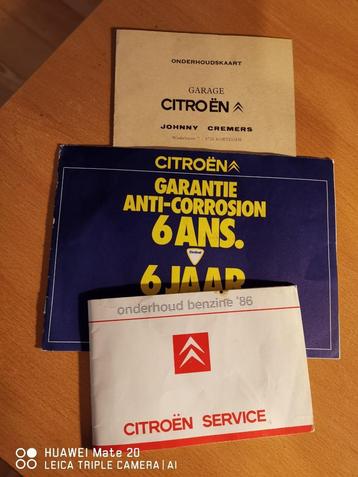 ONDERHOUDSKAART
GARAGE
CITROËN
JOHNNY CREMERS
CITROËN
GARANTIE
ANTI-CORROSION
6 ANS.
6 JAAR
onderhoud benzine '86
CITROËN SERVICE
HUAWEI Mate 20
LEICA TRIPLE CAMERA | AI